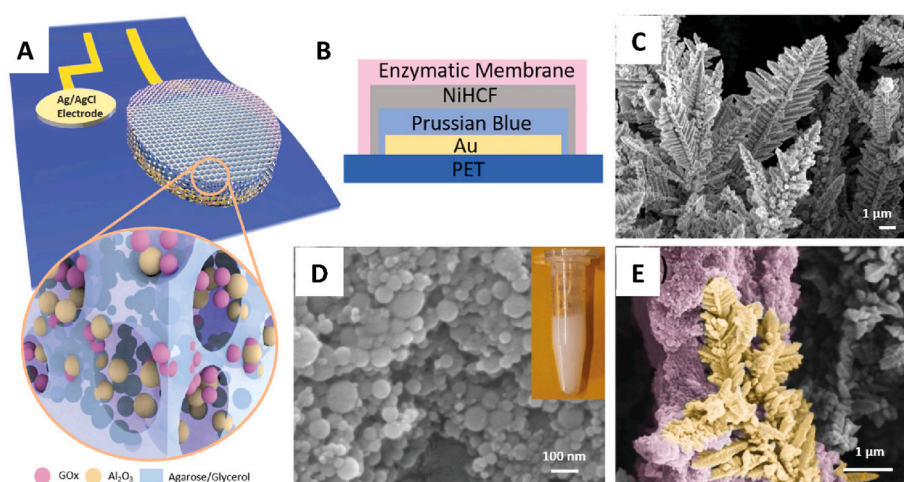 A
Ag/AgCl
Electrode
GOx
Al₂O₃
Agarose/Glycerol
B
Enzymatic Membrane
NiHCF
Prussian Blue
Au
PET
C
1 µm
D
100 nm
E
1 µm